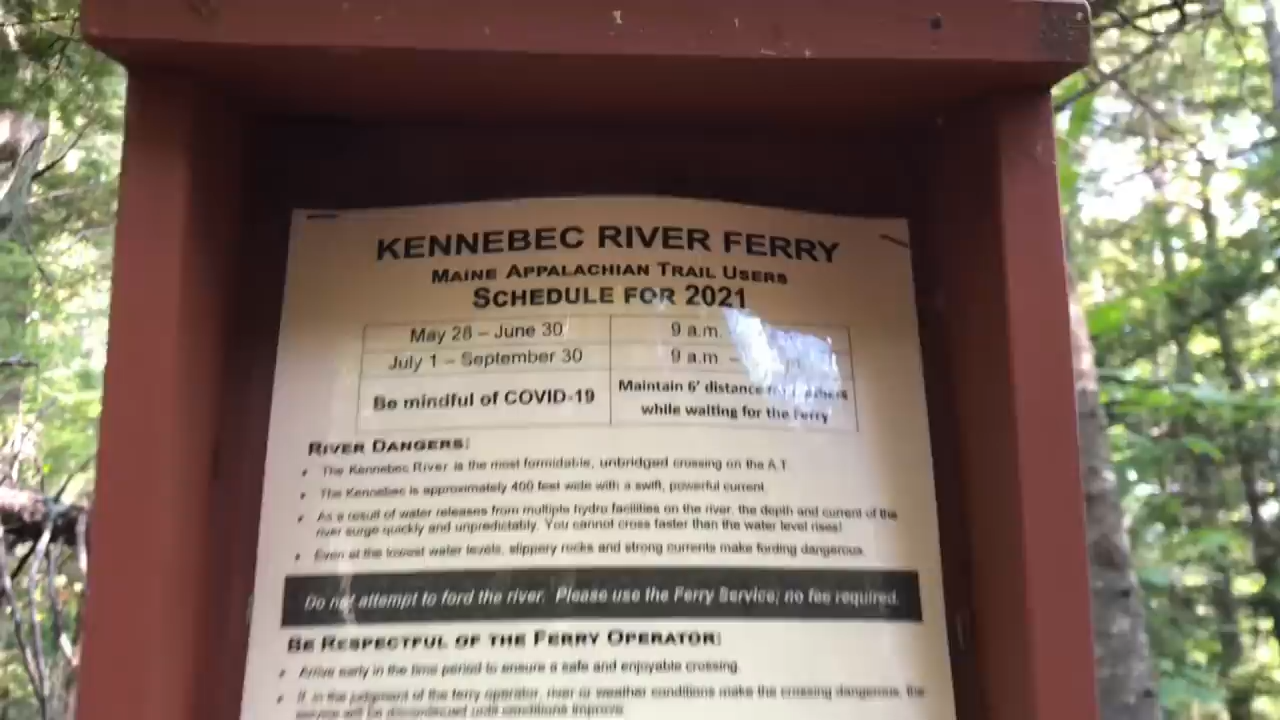 KENNEBEC RIVER FERRY
MAINE APPALACHIAN TRAIL USERS
SCHEDULE FOR 2021
May 28 – June 30 9 a.m.
July 1 – September 30 9 a.m –
Be mindful of COVID-19 Maintain 6' distance
while waiting for the ferry
RIVER DANGERS:
• The Kennebec River is the most formidable, unbridged crossing on the A.T
• The Kennebec is approximately 400 feet wide with a swift, powerful current
• As a result of water releases from multiple hydro facilities on the river, the depth and current of the
river surge quickly and unpredictably. You cannot cross faster than the water level rises!
• Even at the lowest water levels, slippery rocks and strong currents make fording dangerous.
Do not attempt to ford the river. Please use the Ferry Service; no fee required.
BE RESPECTFUL OF THE FERRY OPERATOR:
• Arrive early in the time period to ensure a safe and enjoyable crossing.
• If, in the judgment of the ferry operator, river or weather conditions make the crossing dangerous, the
service will be discontinued until conditions improve.